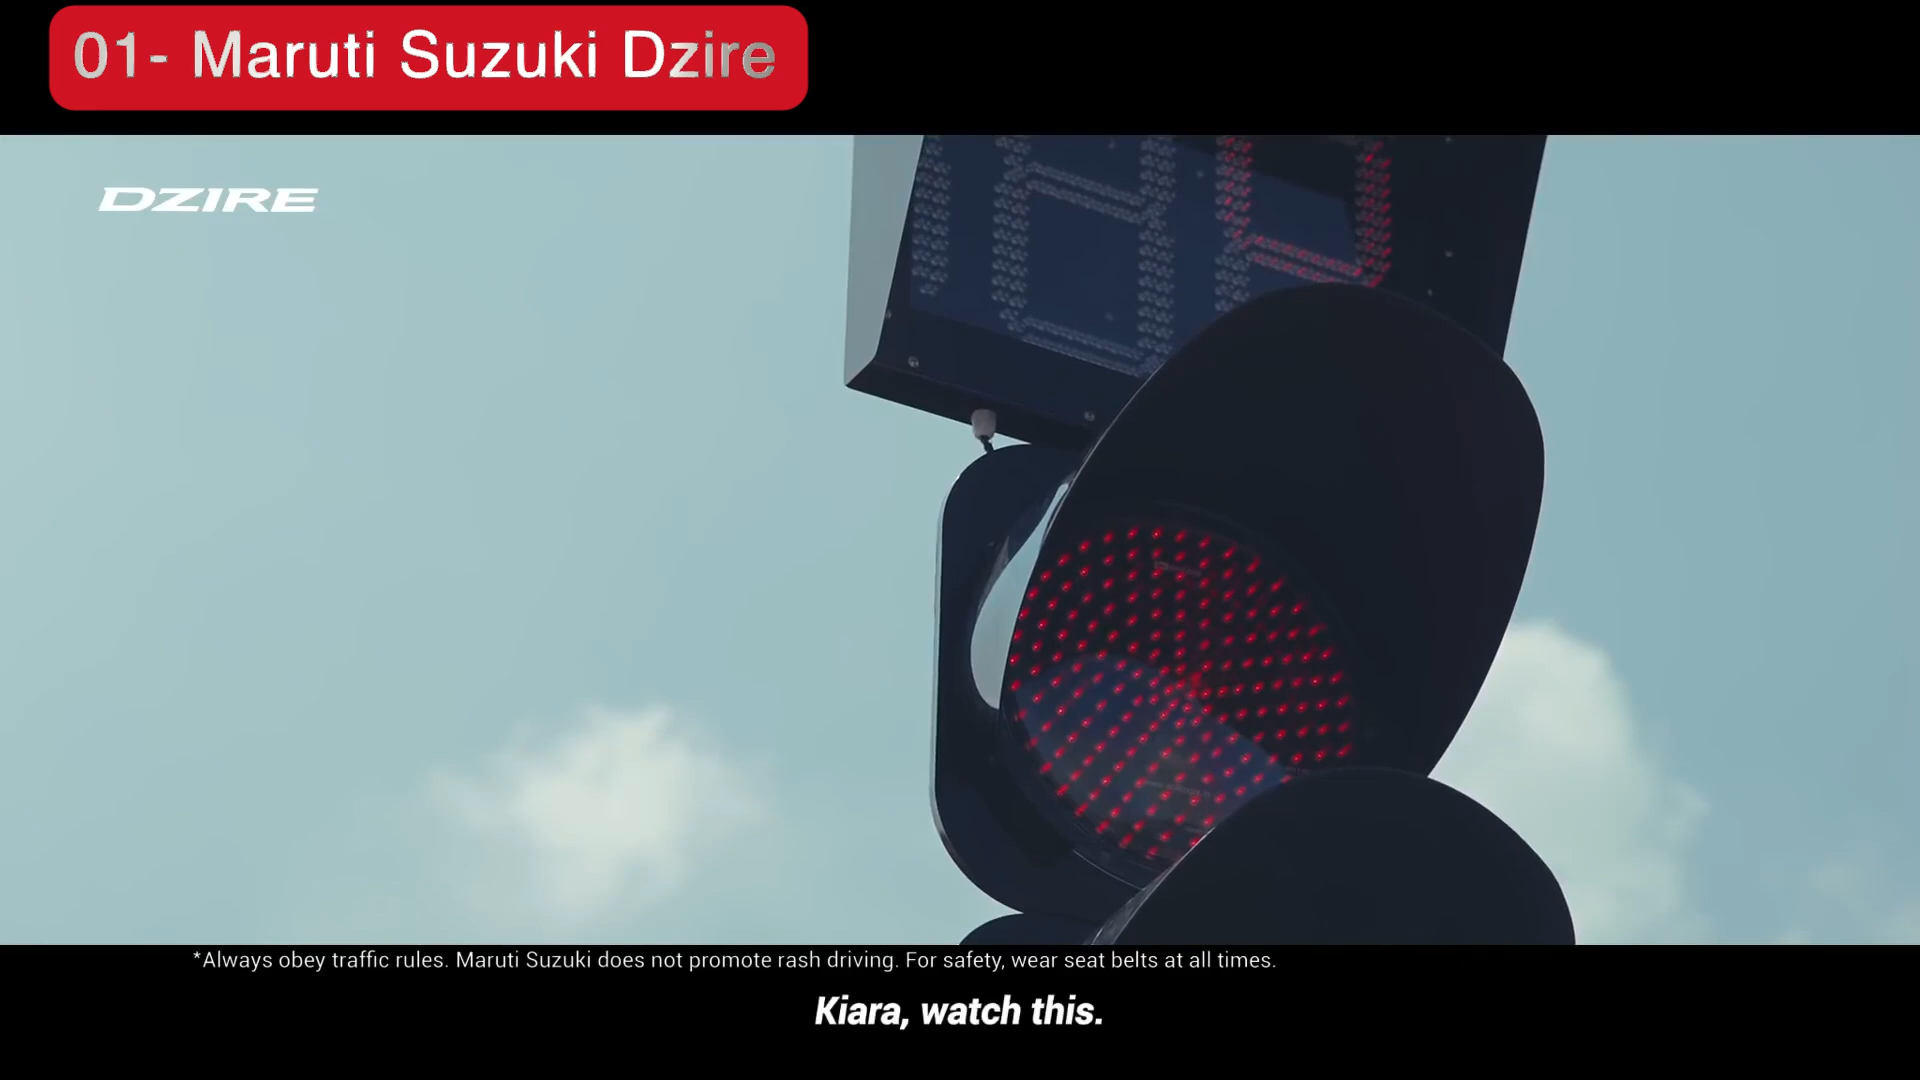 01- Maruti Suzuki Dzire
DZIRE
*Always obey traffic rules. Maruti Suzuki does not promote rash driving. For safety, wear seat belts at all times.
Kiara, watch this.